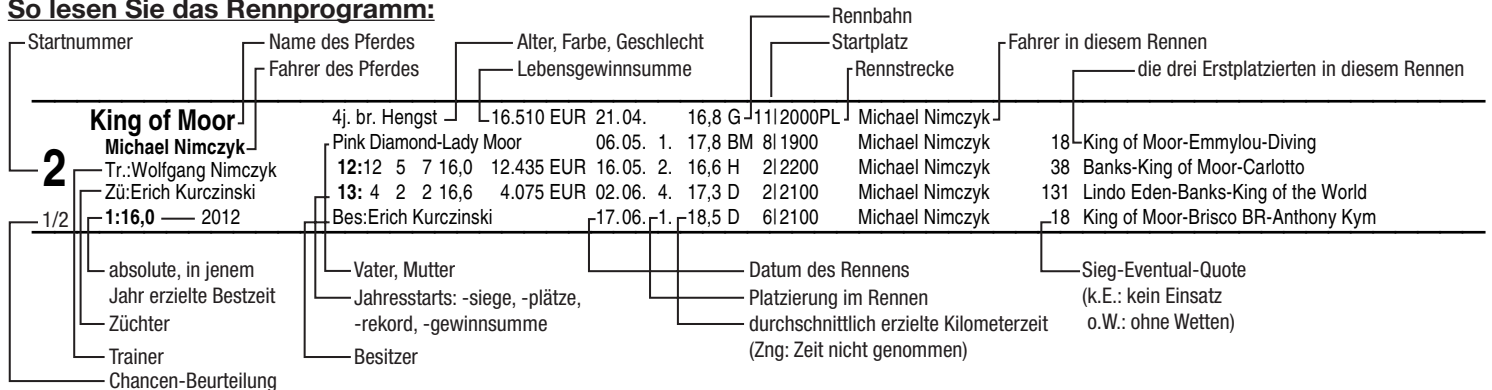 So lesen Sie das Rennprogramm:
Rennbahn
Startnummer Name des Pferdes Alter, Farbe, Geschlecht Startplatz Fahrer in diesem Rennen
Fahrer des Pferdes Lebensgewinnsumme Rennstrecke die drei Erstplatzierten in diesem Rennen
King of Moor 4j. br. Hengst 16.510 EUR 21.04. 16,8 G 11 2000PL Michael Nimczyk
Michael Nimczyk Pink Diamond-Lady Moor 06.05. 1. 17,8 BM 8 1900 Michael Nimczyk 18 King of Moor-Emmylou-Diving
2 Tr.:Wolfgang Nimczyk 12:12 5 7 16,0 12.435 EUR 16.05. 2. 16,6 H 2 2200 Michael Nimczyk 38 Banks-King of Moor-Carlotto
Zü:Erich Kurczinski 13: 4 2 2 16,6 4.075 EUR 02.06. 4. 17,3 D 2 2100 Michael Nimczyk 131 Lindo Eden-Banks-King of the World
1/2 1:16,0 2012 Bes:Erich Kurczinski 17.06. 1. 18,5 D 6 2100 Michael Nimczyk 18 King of Moor-Brisco BR-Anthony Kym
absolute, in jenem Vater, Mutter Datum des Rennens Sieg-Eventual-Quote
Jahr erzielte Bestzeit Jahresstarts: -siege, -plätze, Platzierung im Rennen (k.E.: kein Einsatz
Züchter -rekord, -gewinnsumme durchschnittlich erzielte Kilometerzeit o.W.: ohne Wetten)
Trainer Besitzer (Zng: Zeit nicht genommen)
Chancen-Beurteilung